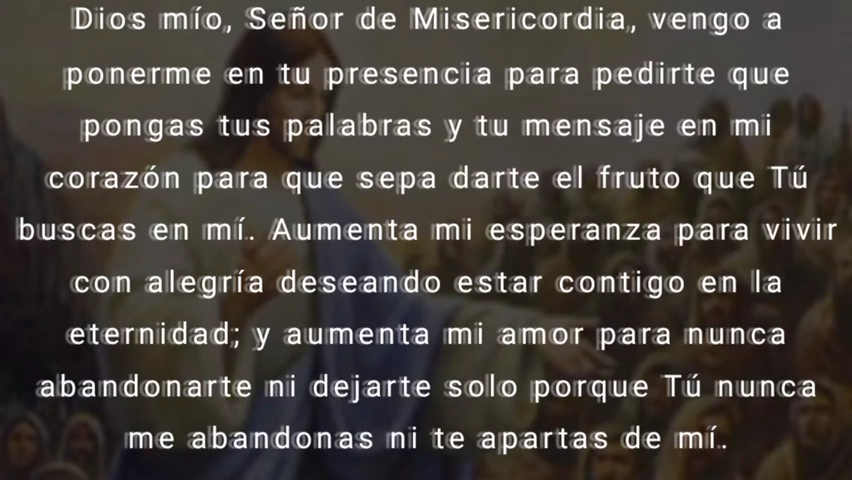 Dios mío, Señor de Misericordia, vengo a
ponerme en tu presencia para pedirte que
pongas tus palabras y tu mensaje en mi
corazón para que sepa darte el fruto que Tú
buscas en mí. Aumenta mi esperanza para vivir
con alegría deseando estar contigo en la
eternidad; y aumenta mi amor para nunca
abandonarte ni dejarte solo porque Tú nunca
me abandonas ni te apartas de mí.